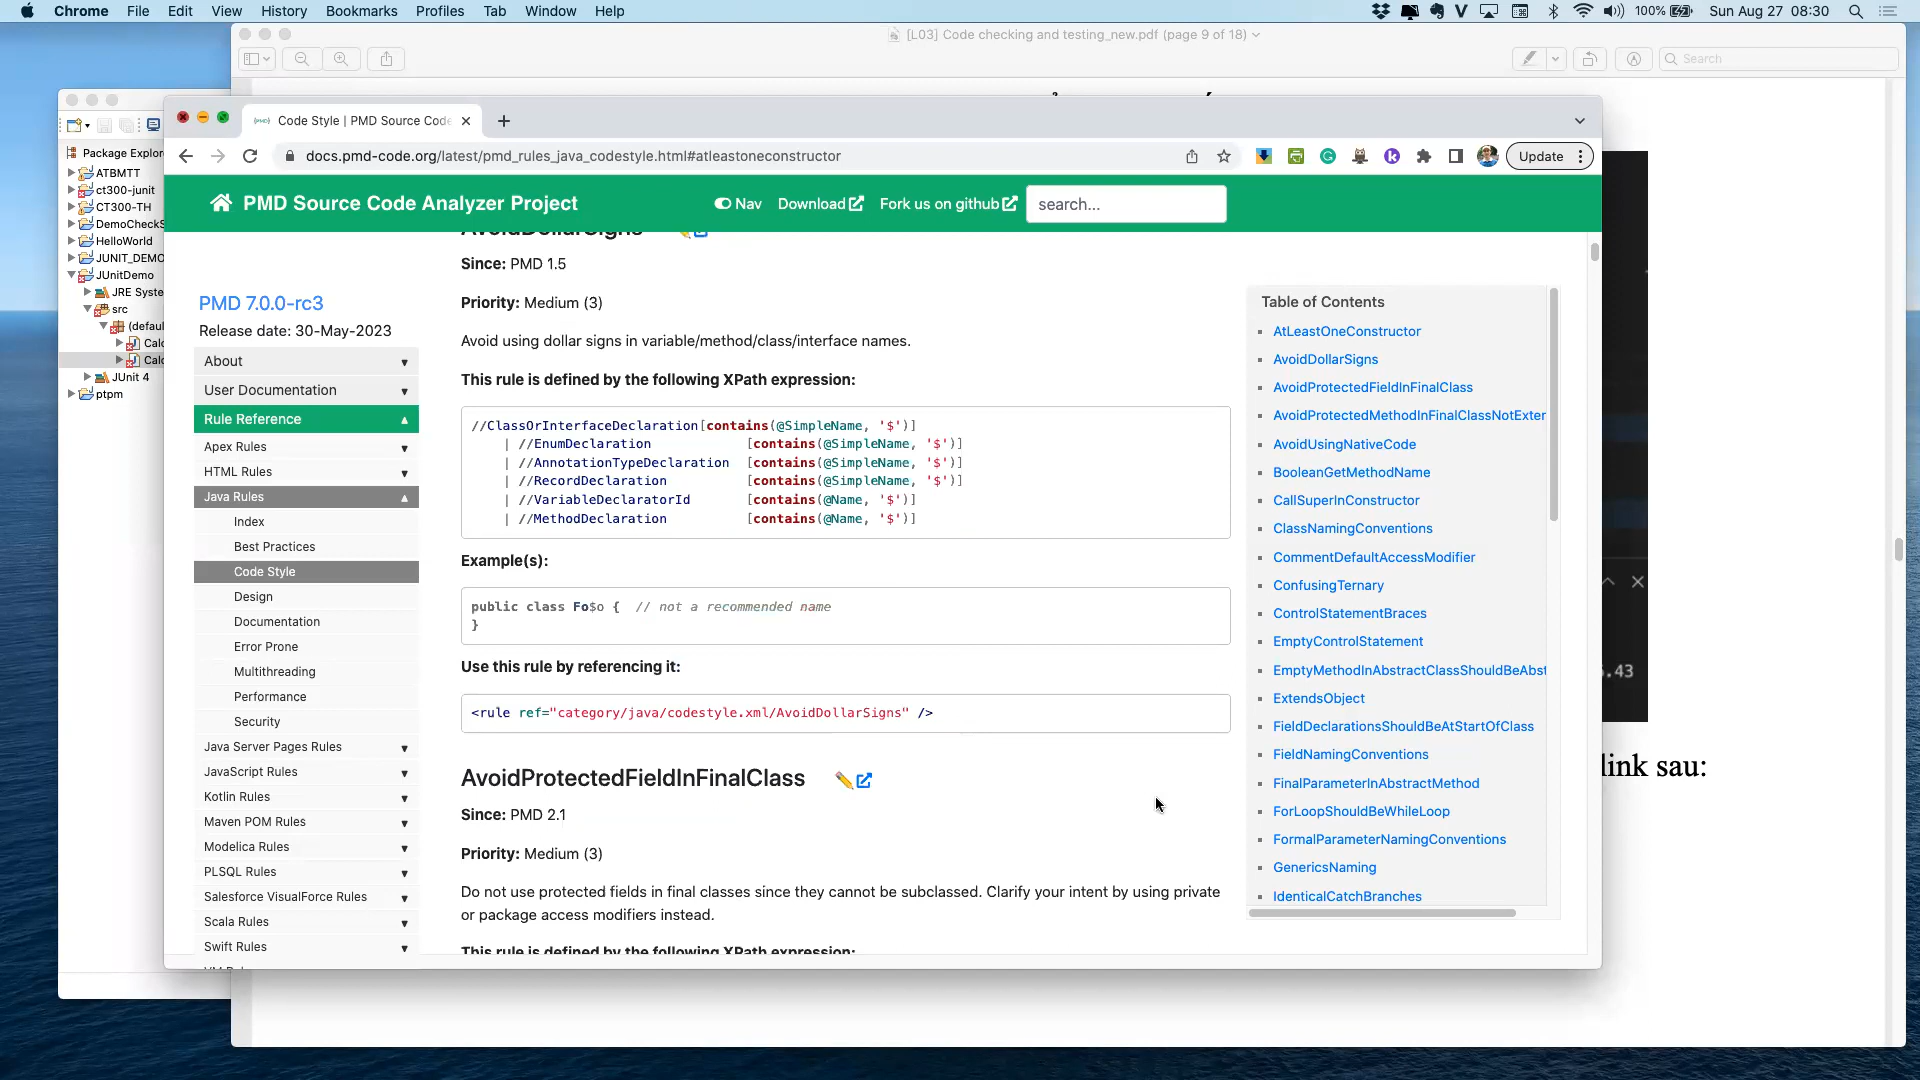 Chrome File Edit View History Bookmarks Profiles Tab Window Help
100% Sun Aug 27 08:30
[L03] Code checking and testing_new.pdf (page 9 of 18)
Search
Package Explor
ATBMTT
ct300-junit
CT300-TH
DemoCheckS
HelloWorld
JUNIT_DEMO
JUnitDemo
JRE Syste
src
(defau
Calc
Calc
JUnit 4
ptpm
Code Style | PMD Source Code
docs.pmd-code.org/latest/pmd_rules_java_codestyle.html#atleastoneconstructor
Update
PMD Source Code Analyzer Project
Nav Download Fork us on github search...
PMD 7.0.0-rc3
Release date: 30-May-2023
About
User Documentation
Rule Reference
Apex Rules
HTML Rules
Java Rules
Index
Best Practices
Code Style
Design
Documentation
Error Prone
Multithreading
Performance
Security
Java Server Pages Rules
JavaScript Rules
Kotlin Rules
Maven POM Rules
Modelica Rules
PLSQL Rules
Salesforce VisualForce Rules
Scala Rules
Swift Rules
AvoidDollarSigns
Since: PMD 1.5
Priority: Medium (3)
Avoid using dollar signs in variable/method/class/interface names.
This rule is defined by the following XPath expression:
//ClassOrInterfaceDeclaration[contains(@SimpleName, '$')]
| //EnumDeclaration [contains(@SimpleName, '$')]
| //AnnotationTypeDeclaration [contains(@SimpleName, '$')]
| //RecordDeclaration [contains(@SimpleName, '$')]
| //VariableDeclaratorId [contains(@Name, '$')]
| //MethodDeclaration [contains(@Name, '$')]
Example(s):
public class Fo$o { // not a recommended name
}
Use this rule by referencing it:
<rule ref="category/java/codestyle.xml/AvoidDollarSigns" />
AvoidProtectedFieldInFinalClass
Since: PMD 2.1
Priority: Medium (3)
Do not use protected fields in final classes since they cannot be subclassed. Clarify your intent by using private
or package access modifiers instead.
This rule is defined by the following XPath expression:
Table of Contents
AtLeastOneConstructor
AvoidDollarSigns
AvoidProtectedFieldInFinalClass
AvoidProtectedMethodInFinalClassNotExter
AvoidUsingNativeCode
BooleanGetMethodName
CallSuperInConstructor
ClassNamingConventions
CommentDefaultAccessModifier
ConfusingTernary
ControlStatementBraces
EmptyControlStatement
EmptyMethodInAbstractClassShouldBeAbst
ExtendsObject
FieldDeclarationsShouldBeAtStartOfClass
FieldNamingConventions
FinalParameterInAbstractMethod
ForLoopShouldBeWhileLoop
FormalParameterNamingConventions
GenericsNaming
IdenticalCatchBranches
.43
link sau: